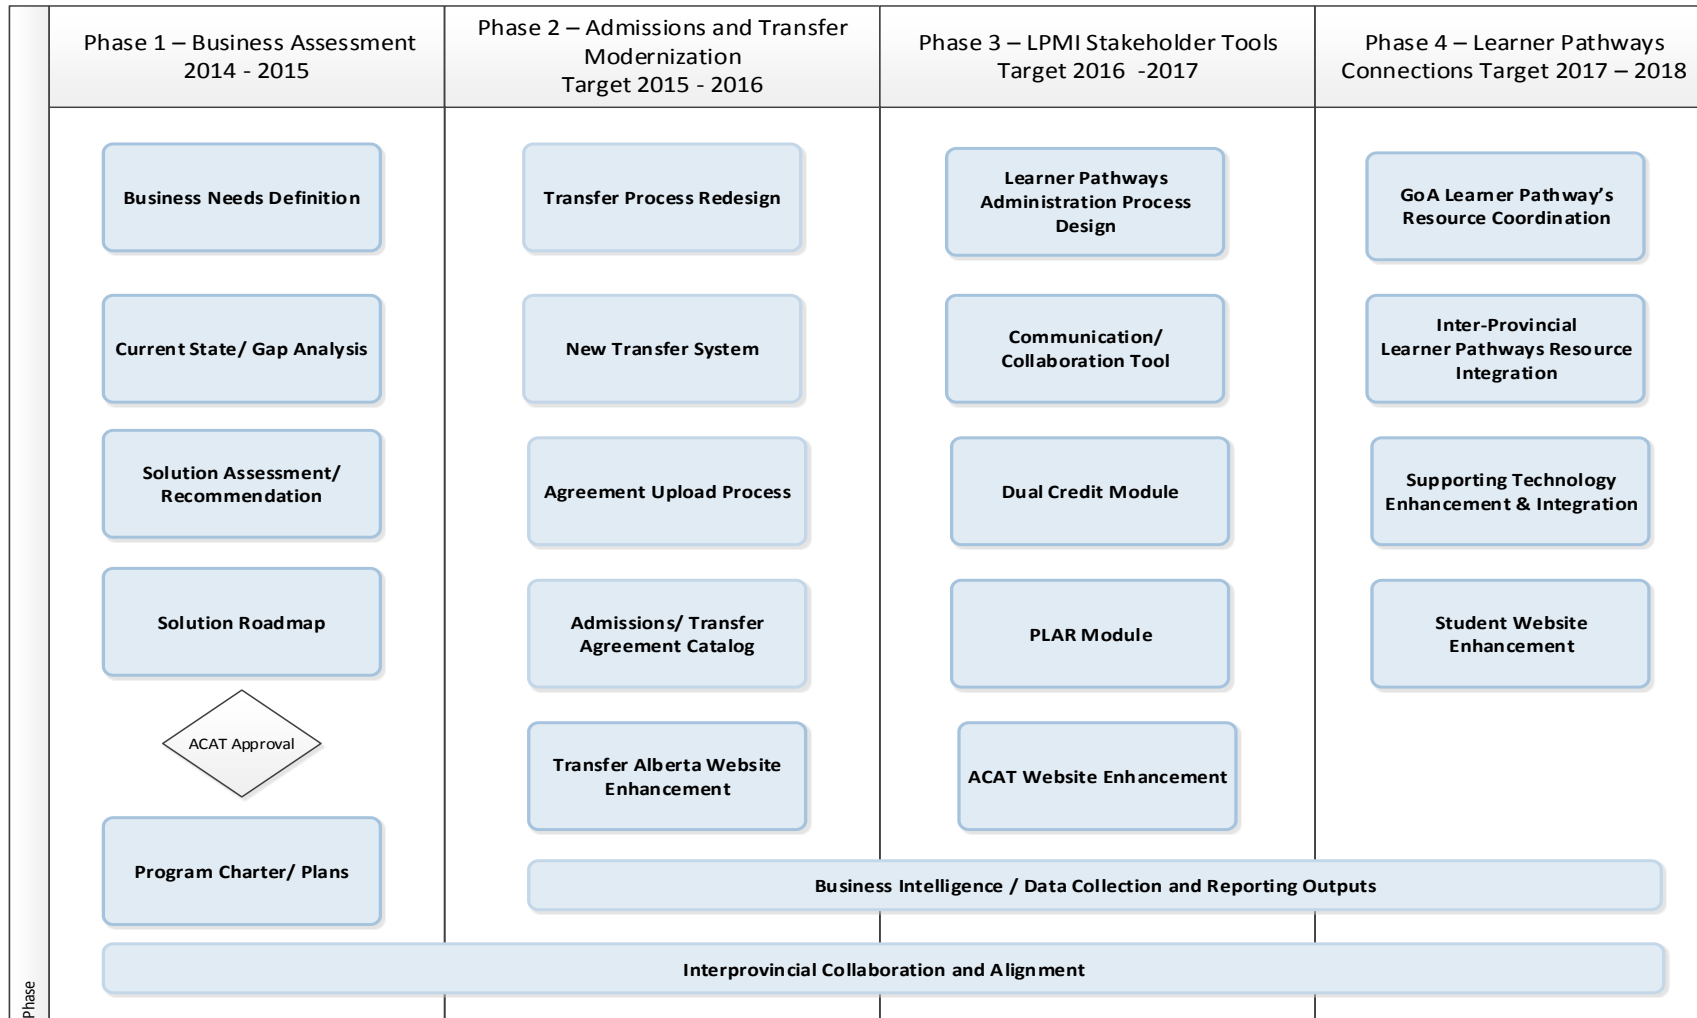 Phase 1 – Business Assessment
2014 - 2015
Phase 2 – Admissions and Transfer
Modernization
Target 2015 - 2016
Phase 3 – LPMI Stakeholder Tools
Target 2016 -2017
Phase 4 – Learner Pathways
Connections Target 2017 – 2018
Business Needs Definition
Current State/ Gap Analysis
Solution Assessment/
Recommendation
Solution Roadmap
ACAT Approval
Program Charter/ Plans
Transfer Process Redesign
New Transfer System
Agreement Upload Process
Admissions/ Transfer
Agreement Catalog
Transfer Alberta Website
Enhancement
Learner Pathways
Administration Process
Design
Communication/
Collaboration Tool
Dual Credit Module
PLAR Module
ACAT Website Enhancement
GoA Learner Pathway’s
Resource Coordination
Inter-Provincial
Learner Pathways Resource
Integration
Supporting Technology
Enhancement & Integration
Student Website
Enhancement
Business Intelligence / Data Collection and Reporting Outputs
Interprovincial Collaboration and Alignment
Phase